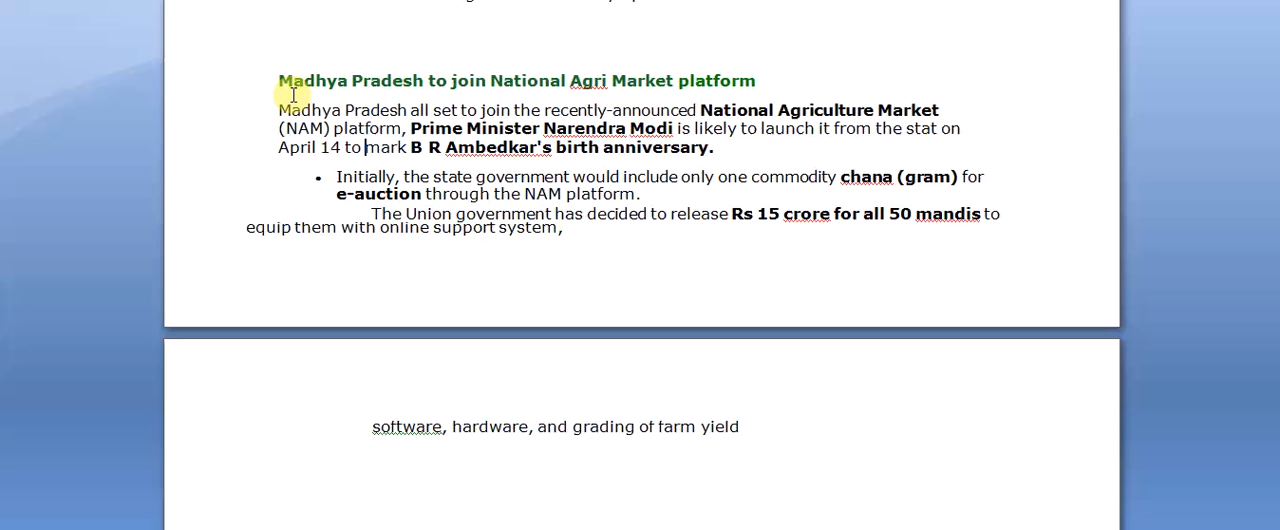 Madhya Pradesh to join National Agri Market platform
Madhya Pradesh all set to join the recently-announced National Agriculture Market
(NAM) platform, Prime Minister Narendra Modi is likely to launch it from the stat on
April 14 to mark B R Ambedkar's birth anniversary.
• Initially, the state government would include only one commodity chana (gram) for
e-auction through the NAM platform.
The Union government has decided to release Rs 15 crore for all 50 mandis to
equip them with online support system,
software, hardware, and grading of farm yield